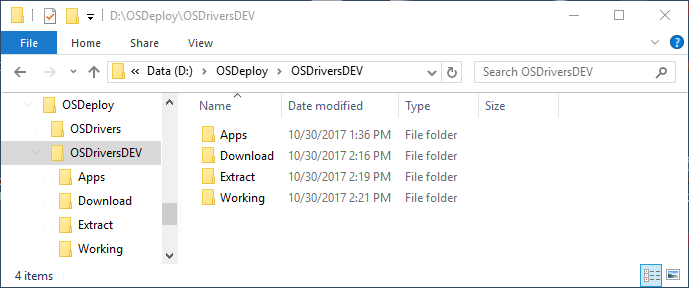 D:\OSDeploy\OSDriversDEV
File Home Share View
Data (D:) OSDeploy OSDriversDEV Search OSDriversDEV
OSDeploy
OSDrivers
OSDriversDEV
Apps
Download
Extract
Working
Name Date modified Type Size
Apps 10/30/2017 1:36 PM File folder
Download 10/30/2017 2:16 PM File folder
Extract 10/30/2017 2:19 PM File folder
Working 10/30/2017 2:21 PM File folder
4 items